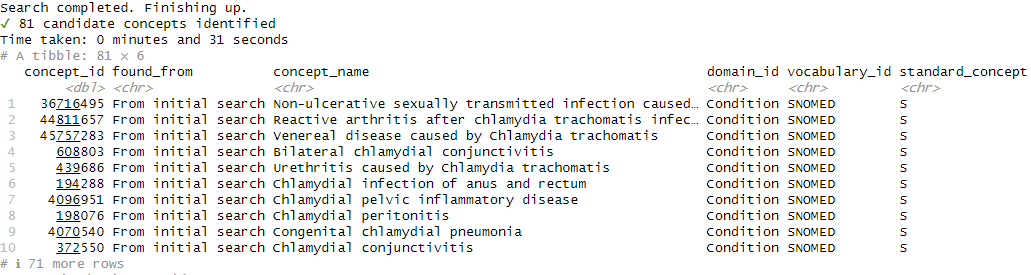 Search completed. Finishing up.
✓ 81 candidate concepts identified
Time taken: 0 minutes and 31 seconds
# A tibble: 81 × 6
concept_id found_from concept_name domain_id vocabulary_id standard_concept
<dbl> <chr> <chr> <chr> <chr> <chr>
1 36716495 From initial search Non-ulcerative sexually transmitted infection caused… Condition SNOMED S
2 44811657 From initial search Reactive arthritis after chlamydia trachomatis infec… Condition SNOMED S
3 45757283 From initial search Venereal disease caused by Chlamydia trachomatis Condition SNOMED S
4 608803 From initial search Bilateral chlamydial conjunctivitis Condition SNOMED S
5 439686 From initial search Urethritis caused by Chlamydia trachomatis Condition SNOMED S
6 194288 From initial search Chlamydial infection of anus and rectum Condition SNOMED S
7 4096951 From initial search Chlamydial pelvic inflammatory disease Condition SNOMED S
8 198076 From initial search Chlamydial peritonitis Condition SNOMED S
9 4070540 From initial search Congenital chlamydial pneumonia Condition SNOMED S
10 372550 From initial search Chlamydial conjunctivitis Condition SNOMED S
# ℹ 71 more rows